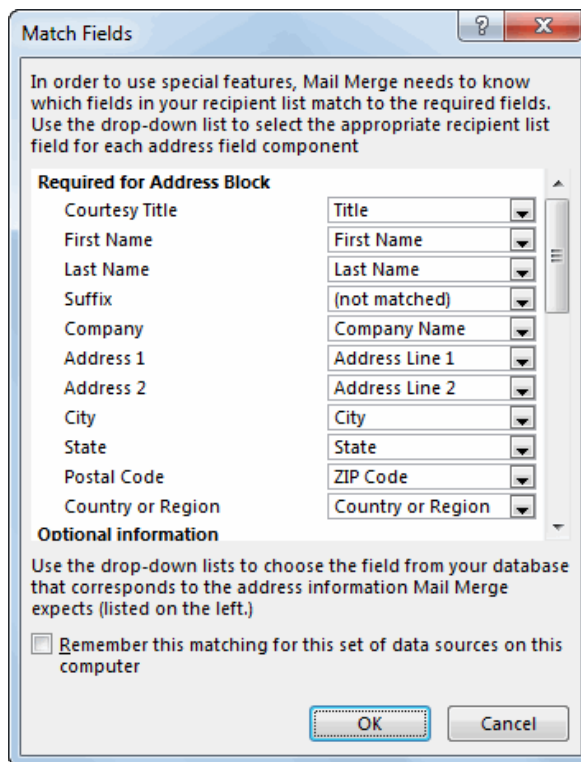 Match Fields
In order to use special features, Mail Merge needs to know
which fields in your recipient list match to the required fields.
Use the drop-down list to select the appropriate recipient list
field for each address field component
Required for Address Block
Courtesy Title Title
First Name First Name
Last Name Last Name
Suffix (not matched)
Company Company Name
Address 1 Address Line 1
Address 2 Address Line 2
City City
State State
Postal Code ZIP Code
Country or Region Country or Region
Optional information
Use the drop-down lists to choose the field from your database
that corresponds to the address information Mail Merge
expects (listed on the left.)
Remember this matching for this set of data sources on this
computer
OK Cancel